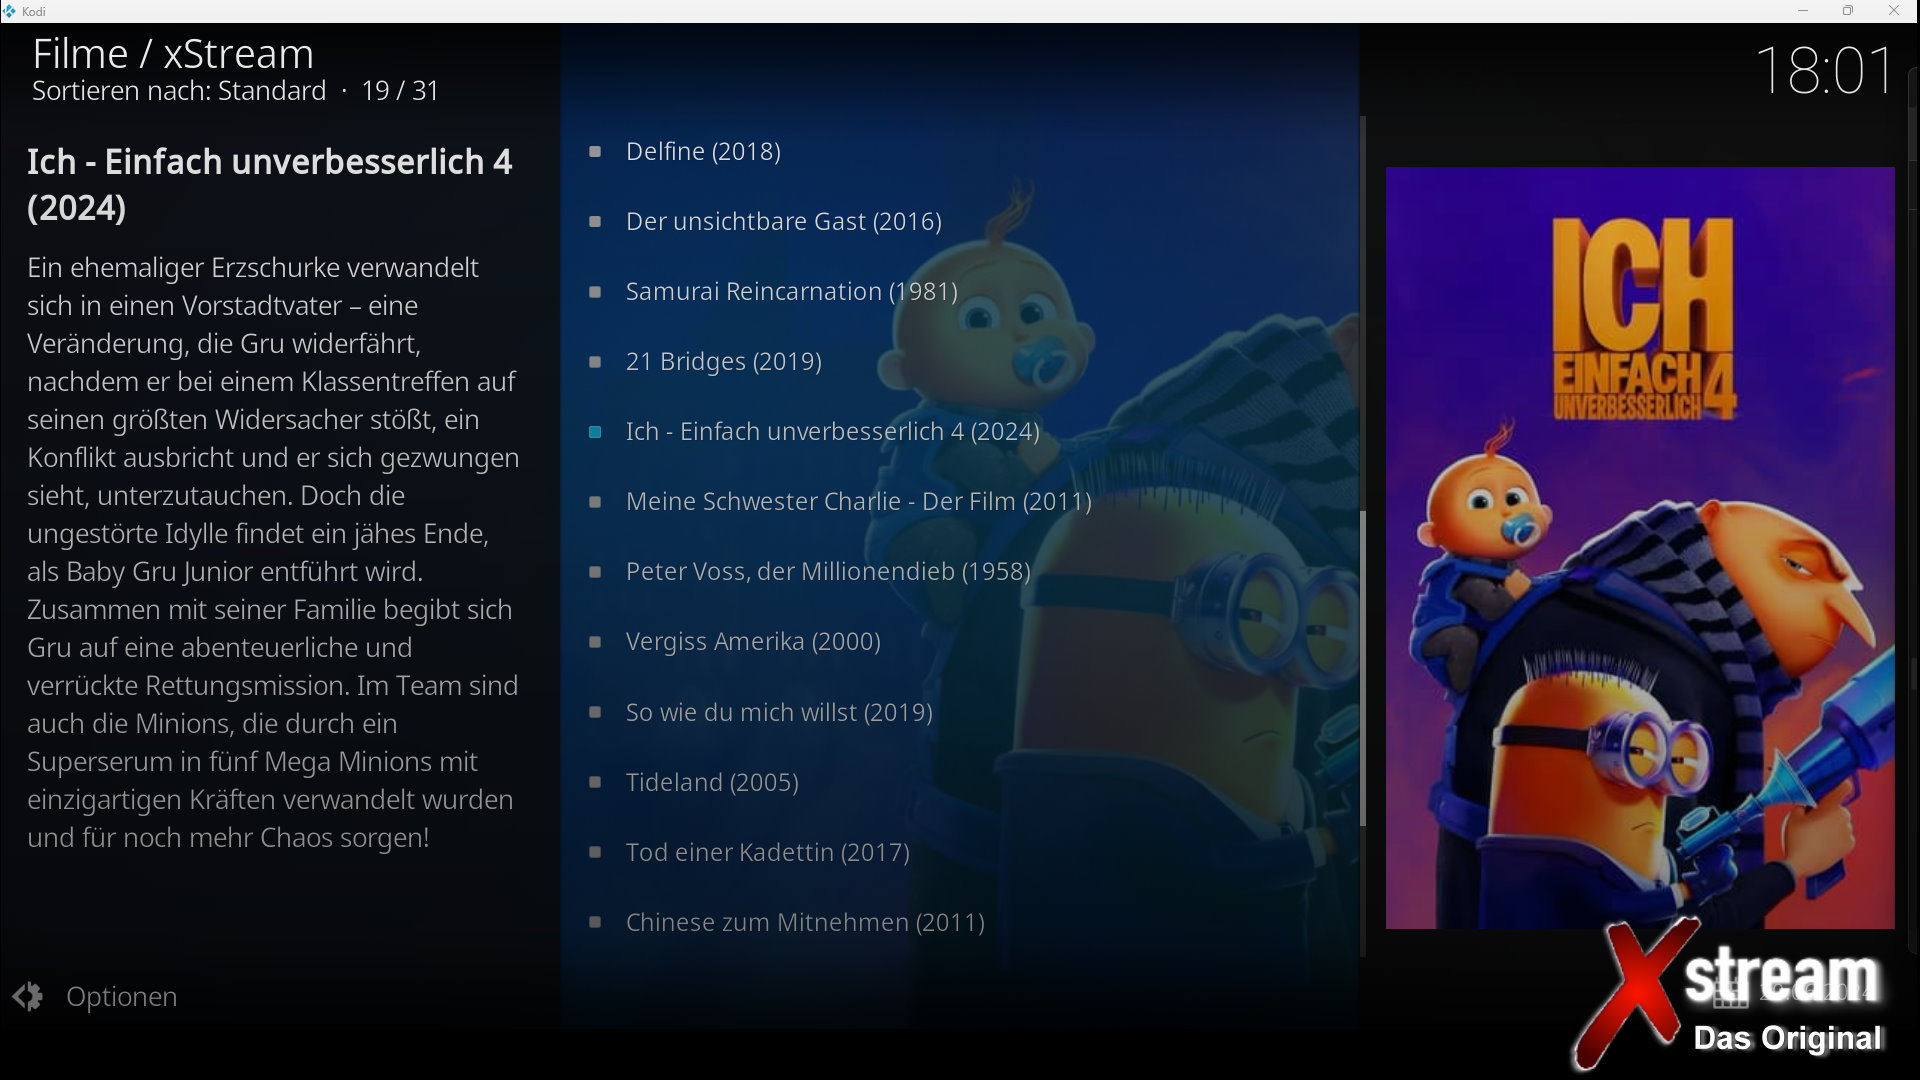 Kodi
Filme / xStream
Sortieren nach: Standard · 19 / 31
18:01
Ich - Einfach unverbesserlich 4
(2024)
Ein ehemaliger Erzschurke verwandelt
sich in einen Vorstadtvater – eine
Veränderung, die Gru widerfährt,
nachdem er bei einem Klassentreffen auf
seinen größten Widersacher stößt, ein
Konflikt ausbricht und er sich gezwungen
sieht, unterzutauchen. Doch die
ungestörte Idylle findet ein jähes Ende,
als Baby Gru Junior entführt wird.
Zusammen mit seiner Familie begibt sich
Gru auf eine abenteuerliche und
verrückte Rettungsmission. Im Team sind
auch die Minions, die durch ein
Superserum in fünf Mega Minions mit
einzigartigen Kräften verwandelt wurden
und für noch mehr Chaos sorgen!
Delfine (2018)
Der unsichtbare Gast (2016)
Samurai Reincarnation (1981)
21 Bridges (2019)
Ich - Einfach unverbesserlich 4 (2024)
Meine Schwester Charlie - Der Film (2011)
Peter Voss, der Millionendieb (1958)
Vergiss Amerika (2000)
So wie du mich willst (2019)
Tideland (2005)
Tod einer Kadettin (2017)
Chinese zum Mitnehmen (2011)
ICH
EINFACH
UNVERBESSERLICH 4
Optionen
Xstream
Das Original